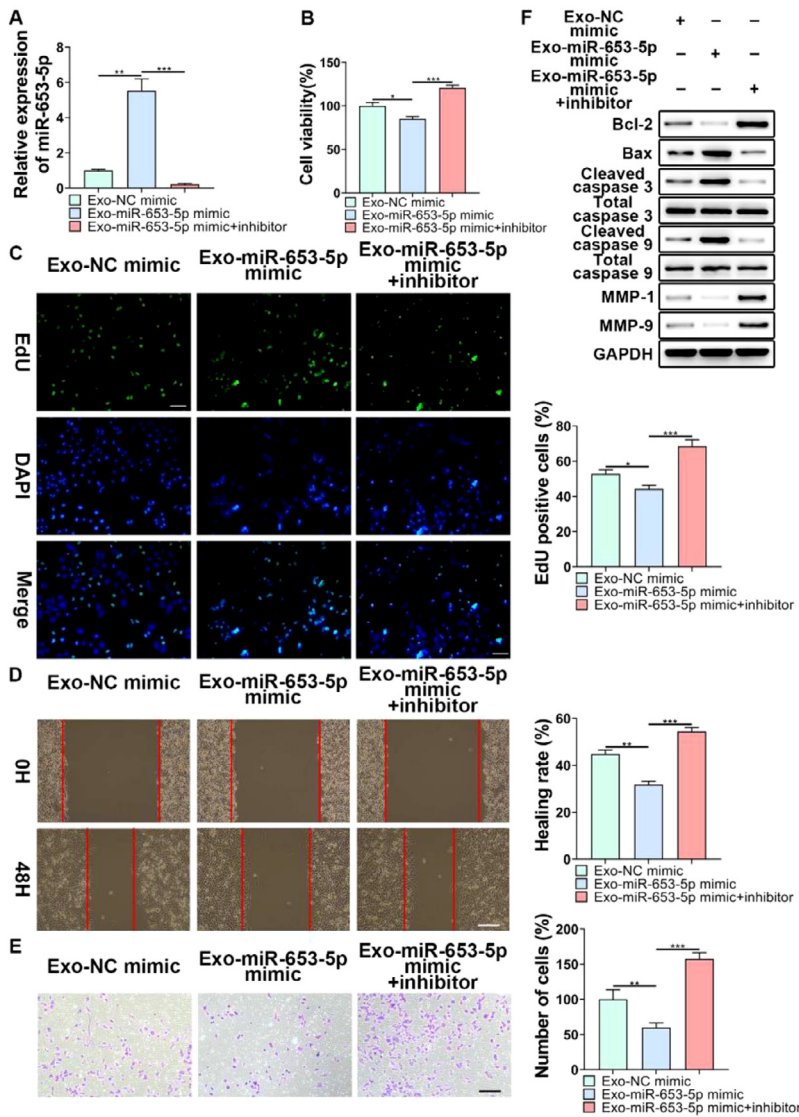 A
Relative expression
of miR-653-5p
8
6
4
2
0
**
***
Exo-NC mimic
Exo-miR-653-5p mimic
Exo-miR-653-5p mimic+inhibitor
B
Cell viability(%)
150
100
50
0
*
***
Exo-NC mimic
Exo-miR-653-5p mimic
Exo-miR-653-5p mimic+inhibitor
F
Exo-NC
mimic
+
−
−
Exo-miR-653-5p
mimic
−
+
−
Exo-miR-653-5p
mimic
+inhibitor
−
−
+
Bcl-2
Bax
Cleaved
caspase 3
Total
caspase 3
Cleaved
caspase 9
Total
caspase 9
MMP-1
MMP-9
GAPDH
C
Exo-NC mimic
Exo-miR-653-5p
mimic
Exo-miR-653-5p
mimic
+inhibitor
EdU
DAPI
Merge
EdU positive cells (%)
80
60
40
20
0
*
***
Exo-NC mimic
Exo-miR-653-5p mimic
Exo-miR-653-5p mimic+inhibitor
D
Exo-NC mimic
Exo-miR-653-5p
mimic
Exo-miR-653-5p
mimic
+inhibitor
0H
48H
Healing rate (%)
60
40
20
0
**
***
Exo-NC mimic
Exo-miR-653-5p mimic
Exo-miR-653-5p mimic+inhibitor
E
Exo-NC mimic
Exo-miR-653-5p
mimic
Exo-miR-653-5p
mimic
+inhibitor
Number of cells (%)
200
150
100
50
0
**
***
Exo-NC mimic
Exo-miR-653-5p mimic
Exo-miR-653-5p mimic+inhibitor